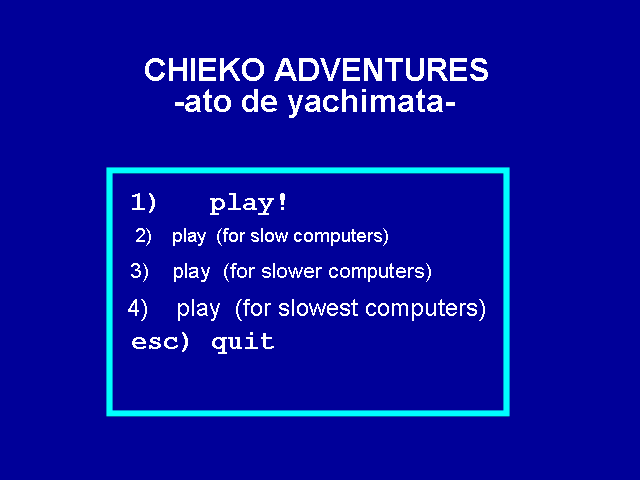 CHIEKO ADVENTURES
-ato de yachimata-
1) play!
2) play (for slow computers)
3) play (for slower computers)
4) play (for slowest computers)
esc) quit